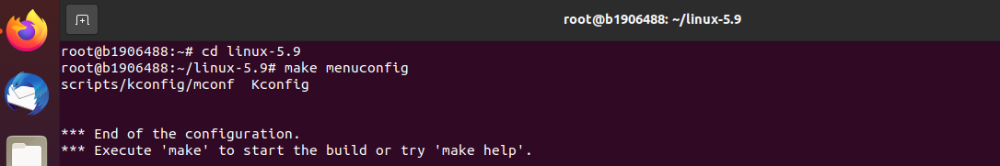 root@b1906488: ~/linux-5.9
root@b1906488:~# cd linux-5.9
root@b1906488:~/linux-5.9# make menuconfig
scripts/kconfig/mconf  Kconfig
*** End of the configuration.
*** Execute 'make' to start the build or try 'make help'.